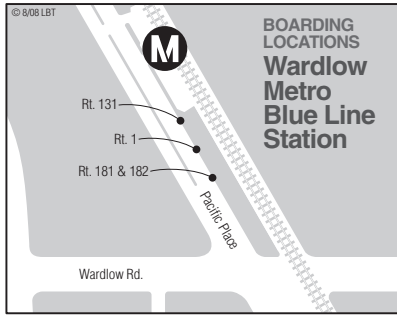 © 8/08 LBT
M
BOARDING
LOCATIONS
Wardlow
Metro
Blue Line
Station
Rt. 131
Rt. 1
Rt. 181 & 182
Pacific Place
Wardlow Rd.